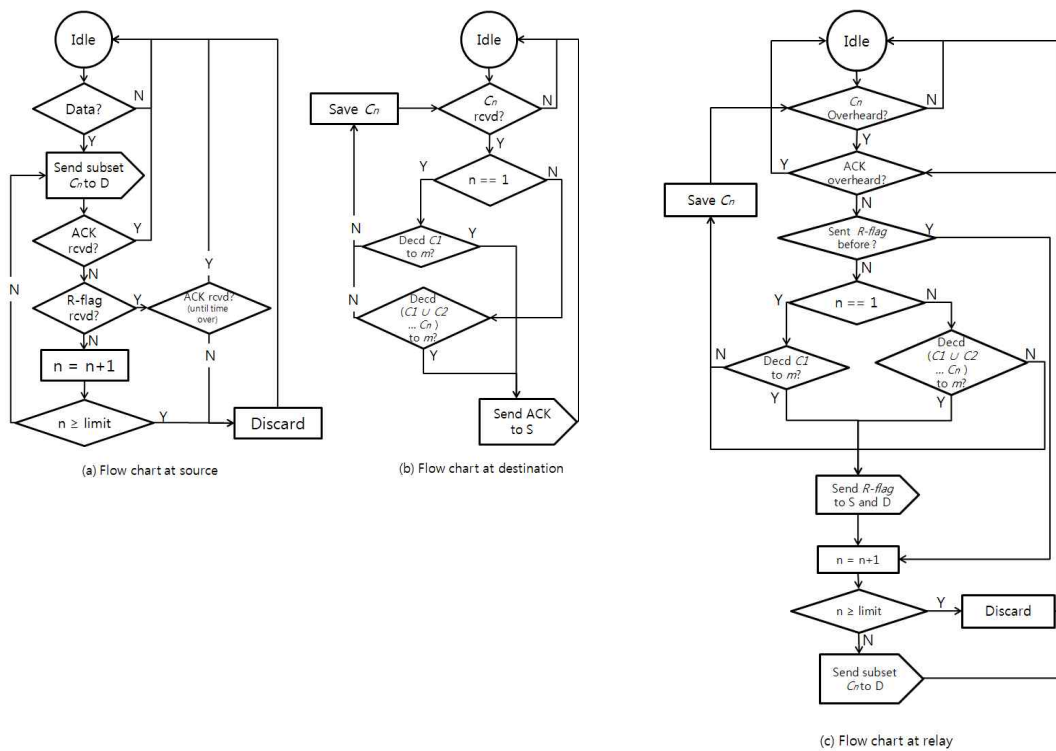 Idle
Data?
N
Y
Send subset
Cn to D
ACK
rcvd?
Y
N
N
R-flag
rcvd?
Y
Y
ACK rcvd?
(until time
over)
N
N
n = n+1
n ≥ limit
Y
Discard
(a) Flow chart at source
Idle
Save Cn
Cn
rcvd?
N
Y
Y
n == 1
N
N
Decd C1
to m?
Y
N
Decd
(C1 ∪ C2
... Cn )
to m?
Y
Send ACK
to S
(b) Flow chart at destination
Idle
Cn
Overheard?
N
Y
Y
ACK
overheard?
N
Save Cn
Sent R-flag
before ?
Y
N
Y
n == 1
N
N
Decd C1
to m?
Y
Decd
(C1 ∪ C2
... Cn )
to m?
N
Y
Send R-flag
to S and D
n = n+1
n ≥ limit
Y
Discard
N
Send subset
Cn to D
(c) Flow chart at relay